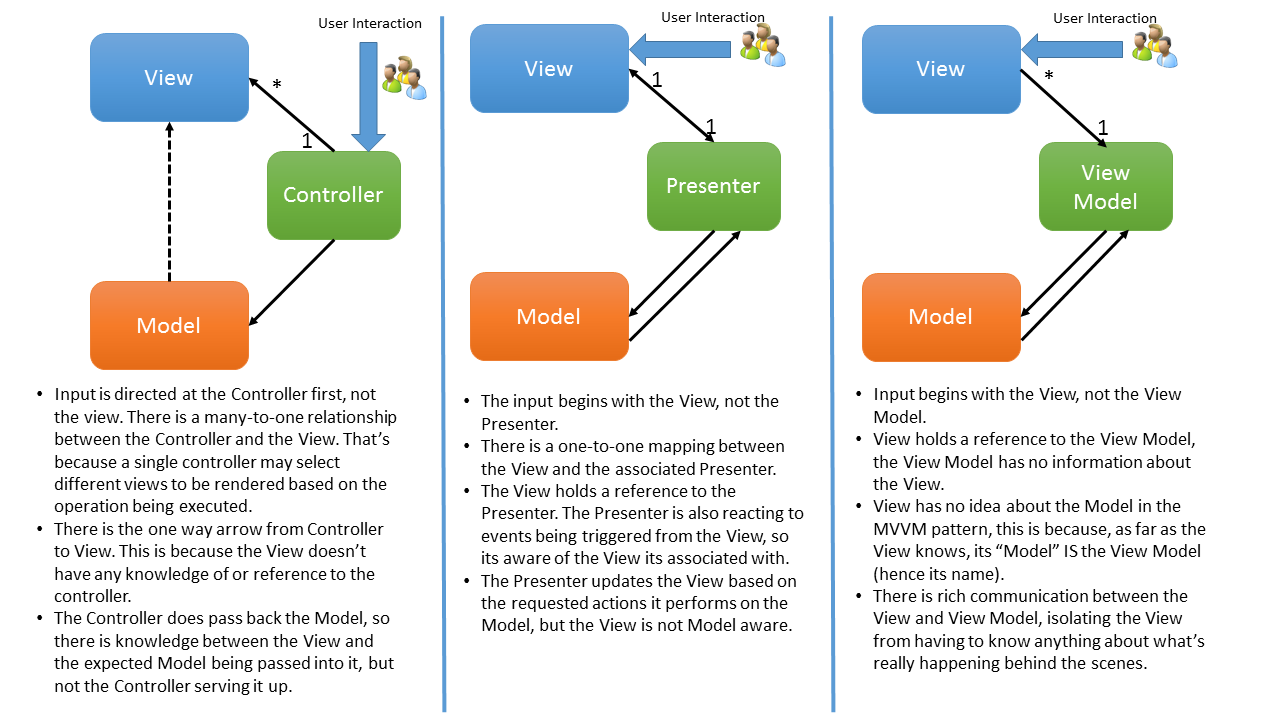 User Interaction
View
*
1
Controller
Model
• Input is directed at the Controller first, not
the view. There is a many-to-one relationship
between the Controller and the View. That’s
because a single controller may select
different views to be rendered based on the
operation being executed.
• There is the one way arrow from Controller
to View. This is because the View doesn’t
have any knowledge of or reference to the
controller.
• The Controller does pass back the Model, so
there is knowledge between the View and
the expected Model being passed into it, but
not the Controller serving it up.
User Interaction
View
1
1
Presenter
Model
• The input begins with the View, not the
Presenter.
• There is a one-to-one mapping between
the View and the associated Presenter.
• The View holds a reference to the
Presenter. The Presenter is also reacting to
events being triggered from the View, so
its aware of the View its associated with.
• The Presenter updates the View based on
the requested actions it performs on the
Model, but the View is not Model aware.
User Interaction
View
*
1
View
Model
Model
• Input begins with the View, not the View
Model.
• View holds a reference to the View Model,
the View Model has no information about
the View.
• View has no idea about the Model in the
MVVM pattern, this is because, as far as the
View knows, its “Model” IS the View Model
(hence its name).
• There is rich communication between the
View and View Model, isolating the View
from having to know anything about what’s
really happening behind the scenes.